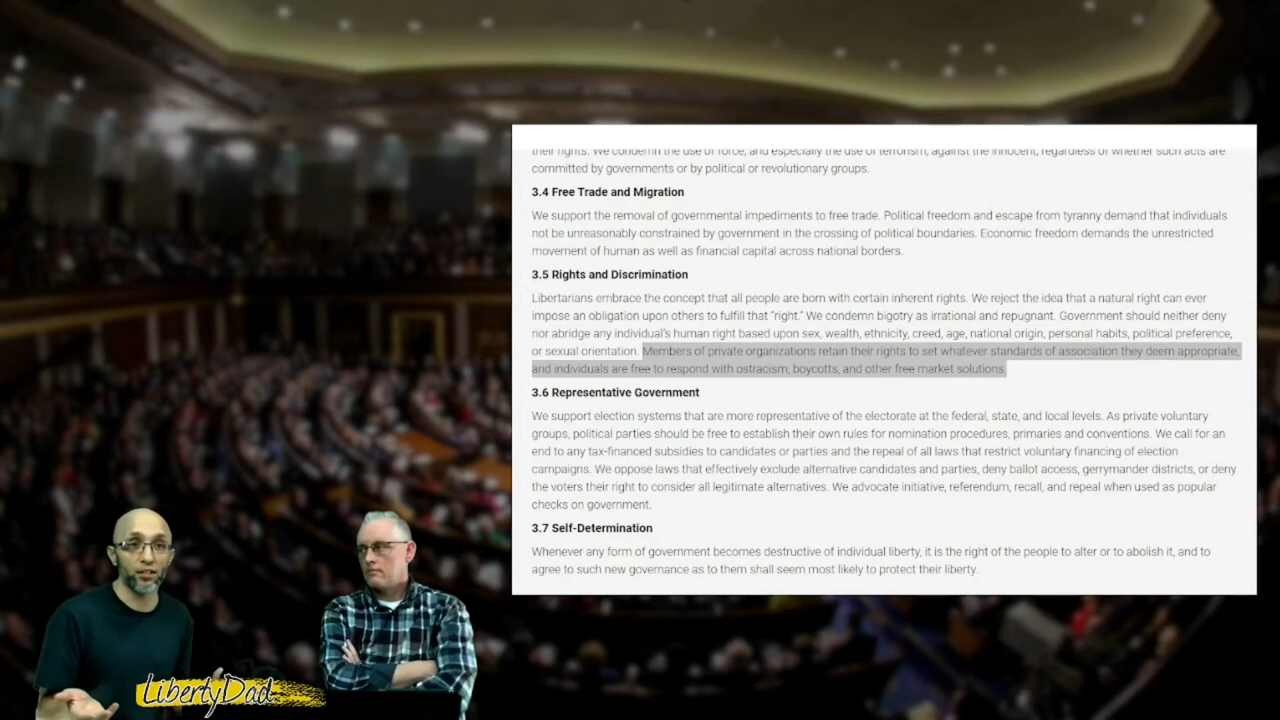 their rights. We condemn the use of force, and especially the use of terrorism, against the innocent, regardless of whether such acts are
committed by governments or by political or revolutionary groups.
3.4 Free Trade and Migration
We support the removal of governmental impediments to free trade. Political freedom and escape from tyranny demand that individuals
not be unreasonably constrained by government in the crossing of political boundaries. Economic freedom demands the unrestricted
movement of human as well as financial capital across national borders.
3.5 Rights and Discrimination
Libertarians embrace the concept that all people are born with certain inherent rights. We reject the idea that a natural right can ever
impose an obligation upon others to fulfill that “right.” We condemn bigotry as irrational and repugnant. Government should neither deny
nor abridge any individual’s human right based upon sex, wealth, ethnicity, creed, age, national origin, personal habits, political preference,
or sexual orientation. Members of private organizations retain their rights to set whatever standards of association they deem appropriate,
and individuals are free to respond with ostracism, boycotts, and other free market solutions.
3.6 Representative Government
We support election systems that are more representative of the electorate at the federal, state, and local levels. As private voluntary
groups, political parties should be free to establish their own rules for nomination procedures, primaries and conventions. We call for an
end to any tax-financed subsidies to candidates or parties and the repeal of all laws that restrict voluntary financing of election
campaigns. We oppose laws that effectively exclude alternative candidates and parties, deny ballot access, gerrymander districts, or deny
the voters their right to consider all legitimate alternatives. We advocate initiative, referendum, recall, and repeal when used as popular
checks on government.
3.7 Self-Determination
Whenever any form of government becomes destructive of individual liberty, it is the right of the people to alter or to abolish it, and to
agree to such new governance as to them shall seem most likely to protect their liberty.
LibertyDad